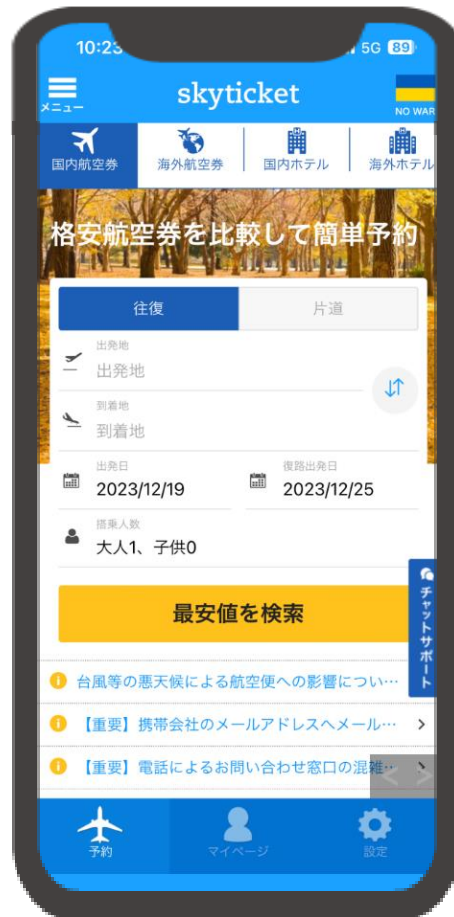 10:23
5G 89
メニュー
skyticket
NO WAR
国内航空券
海外航空券
国内ホテル
海外ホテル
格安航空券を比較して簡単予約
往復
片道
出発地
出発地
到着地
到着地
出発日
2023/12/19
復路出発日
2023/12/25
搭乗人数
大人1、子供0
最安値を検索
チャットサポート
台風等の悪天候による航空便への影響につい…
【重要】携帯会社のメールアドレスへメール…
【重要】電話によるお問い合わせ窓口の混雑…
予約
マイページ
設定